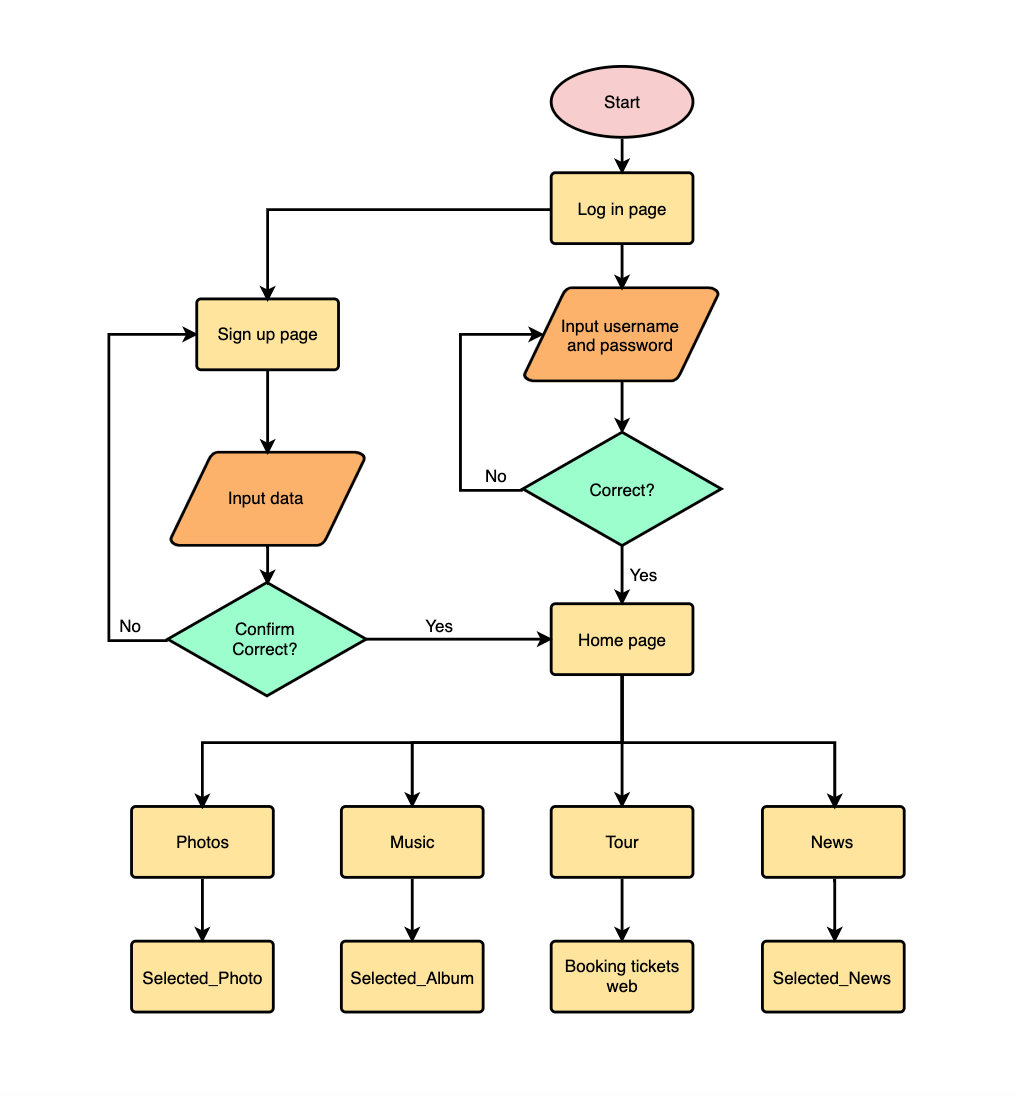 Start
Log in page
Sign up page
Input username
and password
No
Correct?
Input data
Yes
No
Confirm
Correct?
Yes
Home page
Photos
Music
Tour
News
Selected_Photo
Selected_Album
Booking tickets
web
Selected_News